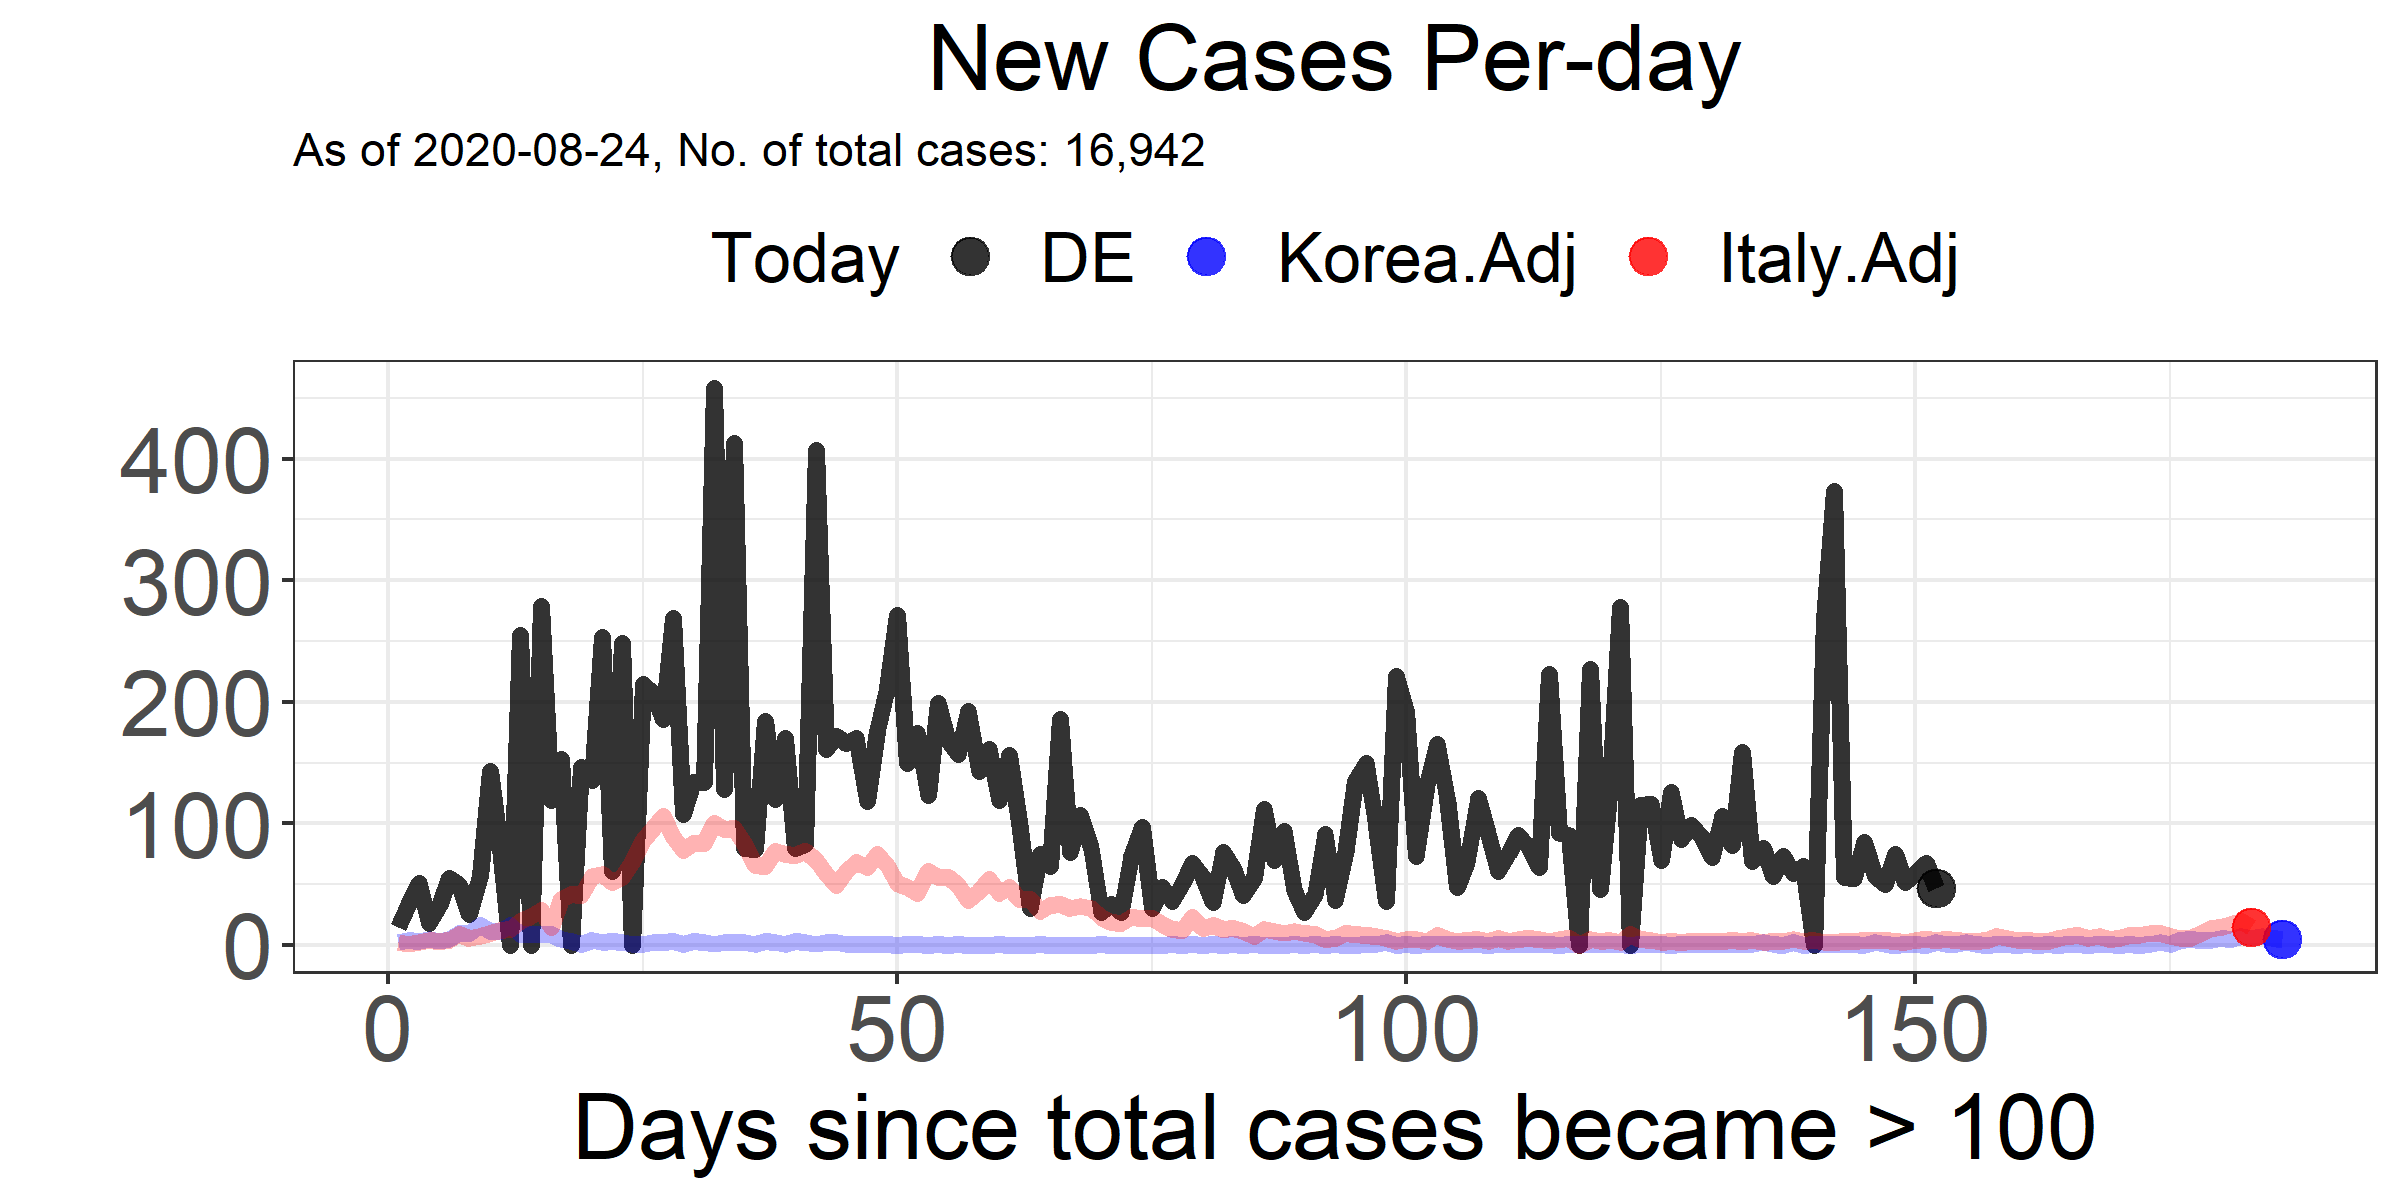 New Cases Per-day
As of 2020-08-24, No. of total cases: 16,942
Today DE Korea.Adj Italy.Adj
400
300
200
100
0
0 50 100 150
Days since total cases became > 100